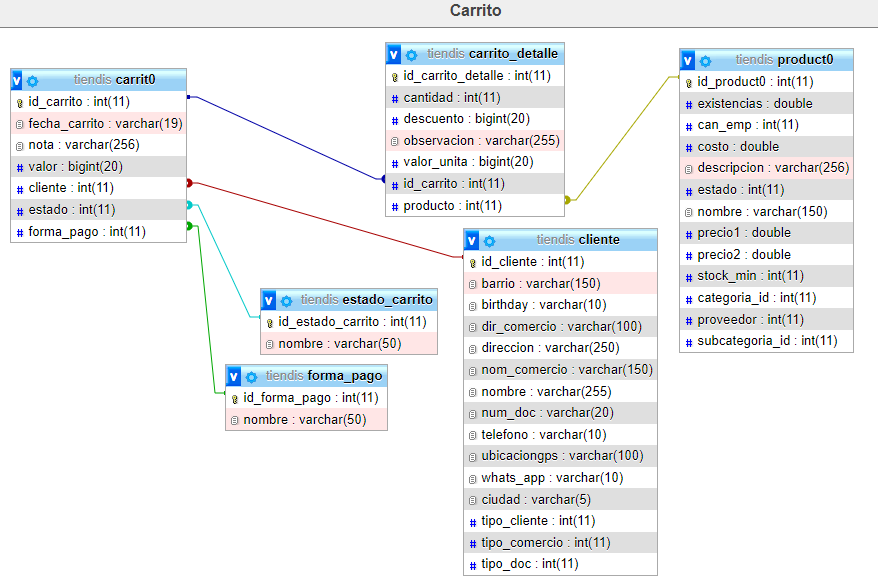 Carrito
tiendis carrit0
id_carrito : int(11)
fecha_carrito : varchar(19)
nota : varchar(256)
valor : bigint(20)
cliente : int(11)
estado : int(11)
forma_pago : int(11)
tiendis carrito_detalle
id_carrito_detalle : int(11)
cantidad : int(11)
descuento : bigint(20)
observacion : varchar(255)
valor_unita : bigint(20)
id_carrito : int(11)
producto : int(11)
tiendis product0
id_product0 : int(11)
existencias : double
can_emp : int(11)
costo : double
descripcion : varchar(256)
estado : int(11)
nombre : varchar(150)
precio1 : double
precio2 : double
stock_min : int(11)
categoria_id : int(11)
proveedor : int(11)
subcategoria_id : int(11)
tiendis cliente
id_cliente : int(11)
barrio : varchar(150)
birthday : varchar(10)
dir_comercio : varchar(100)
direccion : varchar(250)
nom_comercio : varchar(150)
nombre : varchar(255)
num_doc : varchar(20)
telefono : varchar(10)
ubicaciongps : varchar(100)
whats_app : varchar(10)
ciudad : varchar(5)
tipo_cliente : int(11)
tipo_comercio : int(11)
tipo_doc : int(11)
tiendis estado_carrito
id_estado_carrito : int(11)
nombre : varchar(50)
tiendis forma_pago
id_forma_pago : int(11)
nombre : varchar(50)